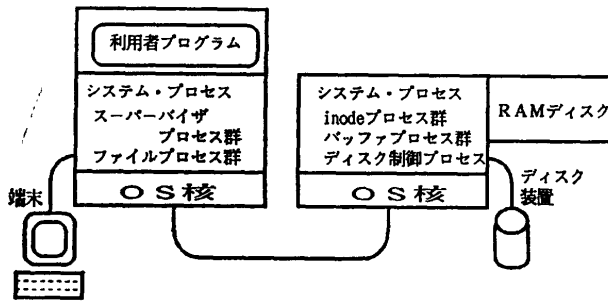 利用者プログラム
システム・プロセス
スーパーバイザ
プロセス群
ファイルプロセス群
OS核
端末
システム・プロセス
inodeプロセス群
バッファプロセス群
ディスク制御プロセス
OS核
RAMディスク
ディスク
装置